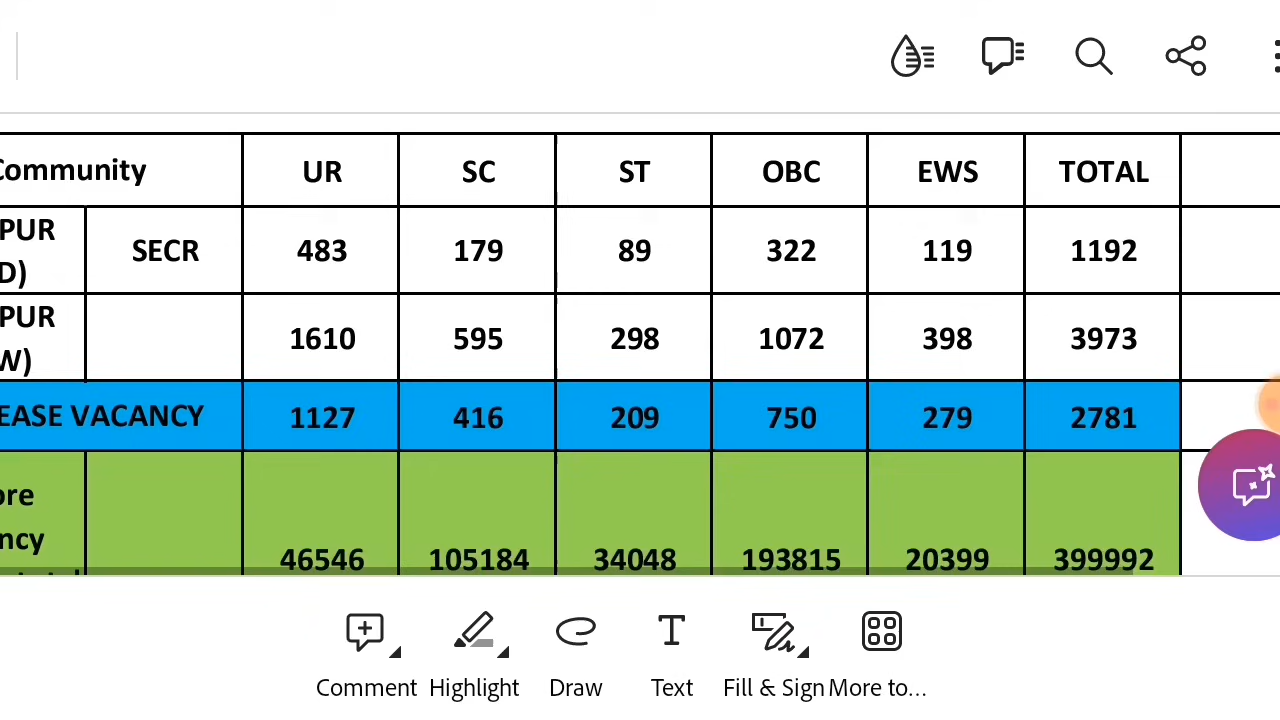 Community UR SC ST OBC EWS TOTAL
PUR
D) SECR 483 179 89 322 119 1192
PUR
W) 1610 595 298 1072 398 3973
EASE VACANCY 1127 416 209 750 279 2781
ore
ncy
46546 105184 34048 193815 20399 399992
Comment Highlight Draw Text Fill & Sign More to...